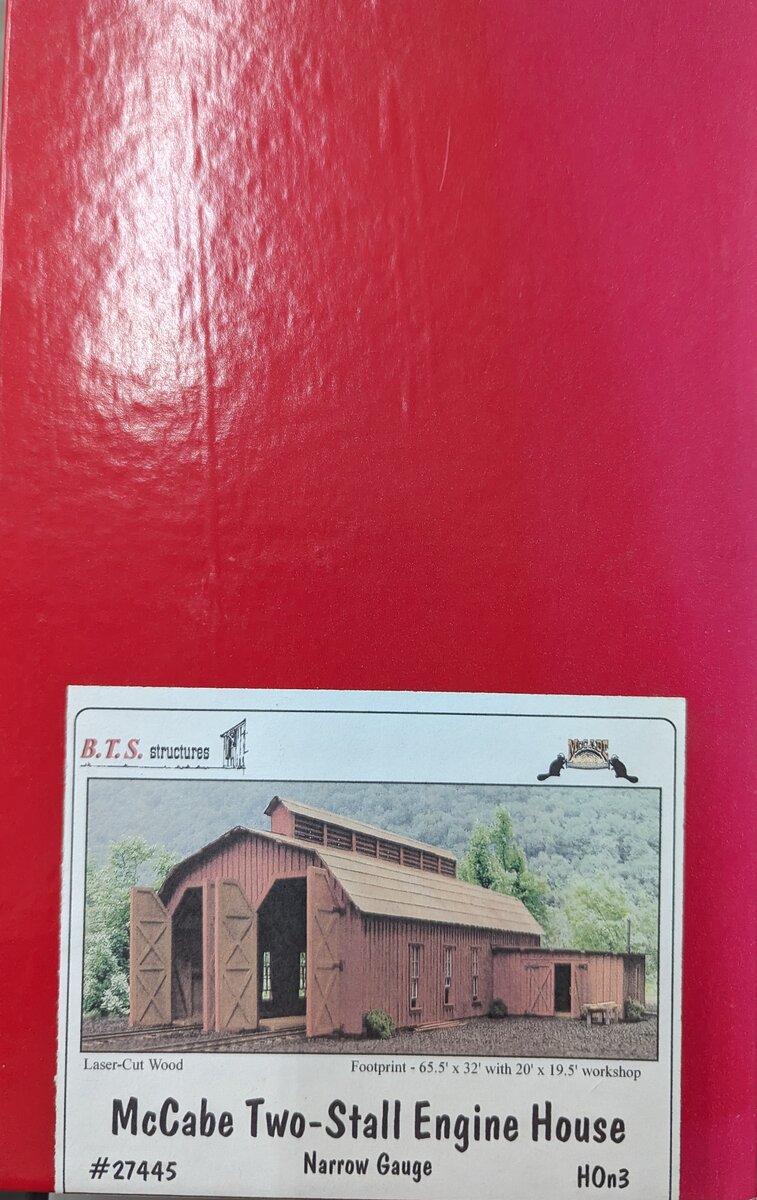 B.T.S. structures
McCABE
Laser-Cut Wood
Footprint - 65.5' x 32' with 20' x 19.5' workshop
McCabe Two-Stall Engine House
Narrow Gauge
#27445
HOn3